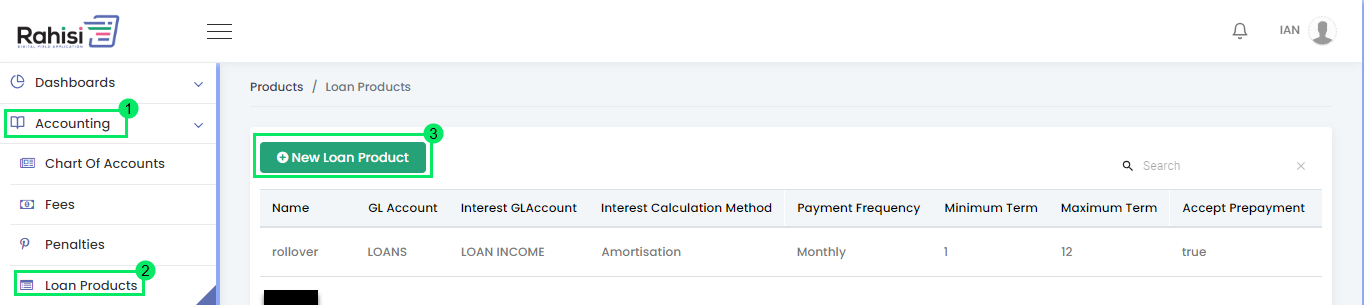 Rahisi
DIGITAL FIELD APPLICATION
IAN
Dashboards
Accounting
1
Chart Of Accounts
Fees
Penalties
Loan Products
2
Products / Loan Products
New Loan Product
3
Search
Name GL Account Interest GLAccount Interest Calculation Method Payment Frequency Minimum Term Maximum Term Accept Prepayment
rollover LOANS LOAN INCOME Amortisation Monthly 1 12 true